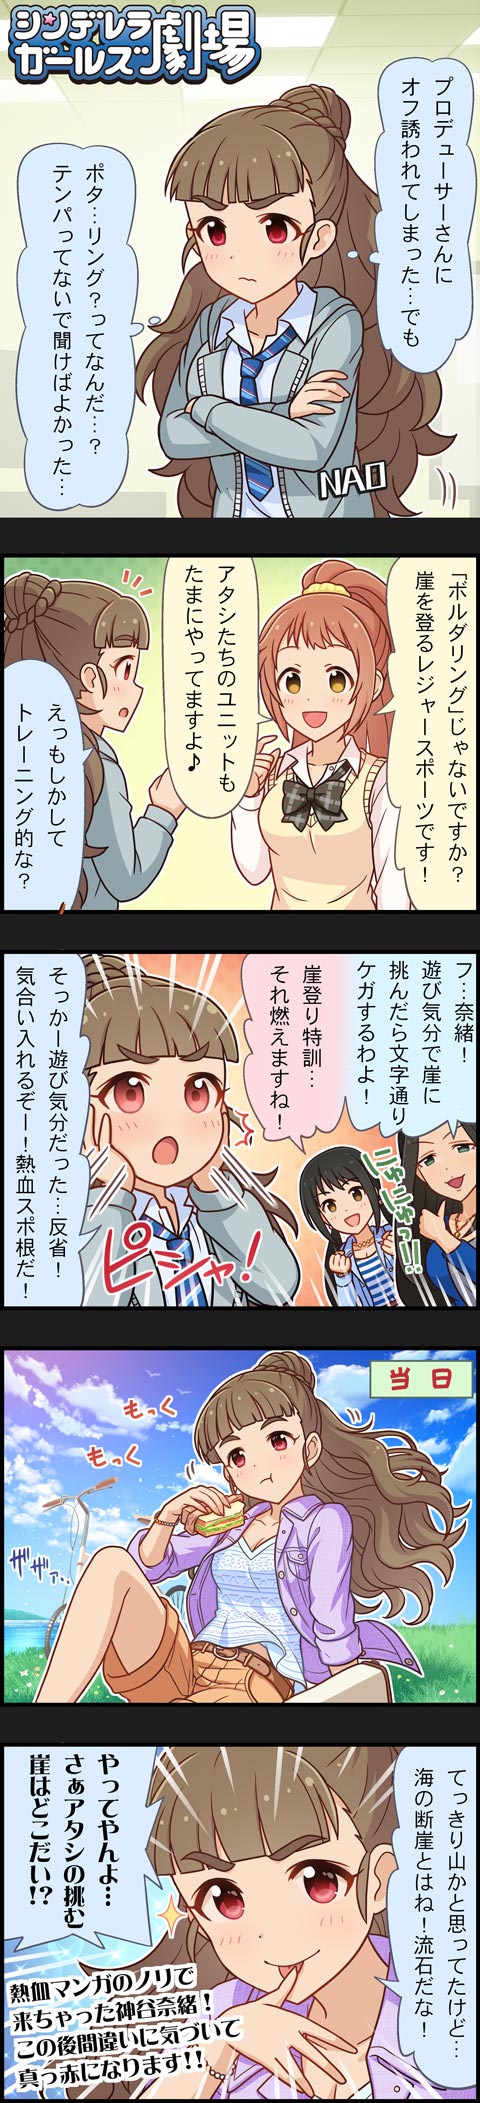 シンデレラ
ガールズ劇場
プロデューサーさんに
オフ誘われてしまった…でも
ポタ…リング?ってなんだ…?
テンパってないで聞けばよかった…
NAO
「ボルダリング」じゃないですか?
崖を登るレジャースポーツです!
アタシたちのユニットも
たまにやってますよ♪
えっもしかして
トレーニング的な?
フ…奈緒!
遊び気分で崖に
挑んだら文字通り
ケガするわよ!
崖登り特訓…
それ燃えますね!
にゅにゅっ!!
そっかー遊び気分だった…反省!
気合い入れるぞー!熱血スポ根だ!
ピシャ!
当日
もっく
もっく
ザザァ…
てっきり山かと思ってたけど…
海の断崖とはね!流石だな!
やってやんよ…
さぁアタシの挑む
崖はどこだい!?
熱血マンガのノリで
来ちゃった神谷奈緒!
この後間違いに気づいて
真っ赤になります!!